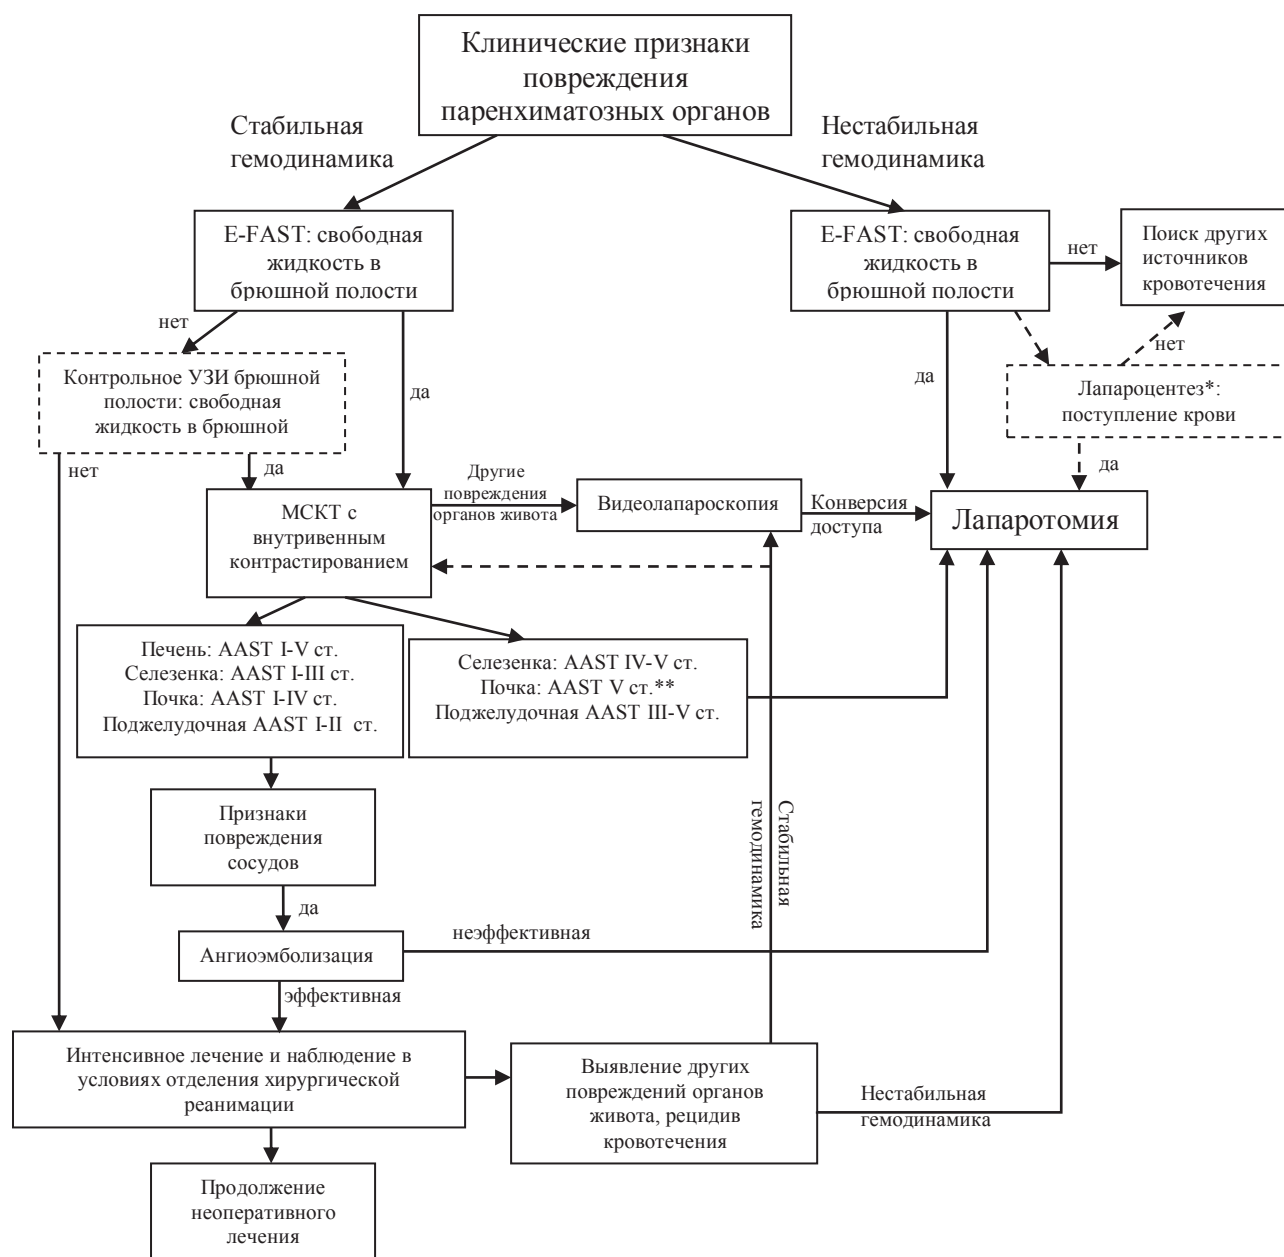 Клинические признаки
повреждения
паренхиматозных органов
Стабильная
гемодинамика
Нестабильная
гемодинамика
E-FAST: свободная
жидкость в
брюшной полости
E-FAST: свободная
жидкость в
брюшной полости
нет
Поиск других
источников
кровотечения
нет
Контрольное УЗИ брюшной
полости: свободная
жидкость в брюшной
да
да
нет
Лапароцентез*:
поступление крови
нет
да
да
МСКТ с
внутривенным
контрастированием
Другие
повреждения
органов живота
Видеолапароскопия
Конверсия
доступа
Лапаротомия
Печень: AAST I-V ст.
Селезенка: AAST I-III ст.
Почка: AAST I-IV ст.
Поджелудочная AAST I-II ст.
Селезенка: AAST IV-V ст.
Почка: AAST V ст.**
Поджелудочная AAST III-V ст.
Признаки
повреждения
сосудов
Стабильная
гемодинамика
да
Ангиоэмболизация
неэффективная
эффективная
Интенсивное лечение и наблюдение в
условиях отделения хирургической
реанимации
Выявление других
повреждений органов
живота, рецидив
кровотечения
Нестабильная
гемодинамика
Продолжение
неоперативного
лечения